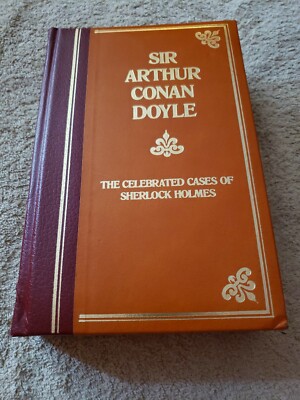 SIR
ARTHUR
CONAN
DOYLE
THE CELEBRATED CASES OF
SHERLOCK HOLMES